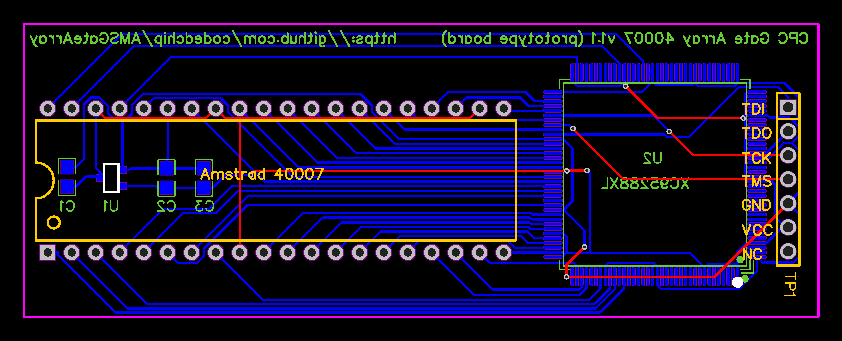 CPC Gate Array 40007 v1.1 (prototype board) https://github.com/codedchip/AMSGateArray
TDI
TDO
TCK
U2
Amstrad 40007
TMS
XC95288XL
C1
U1
C2
C3
GND
VCC
NC
TP1